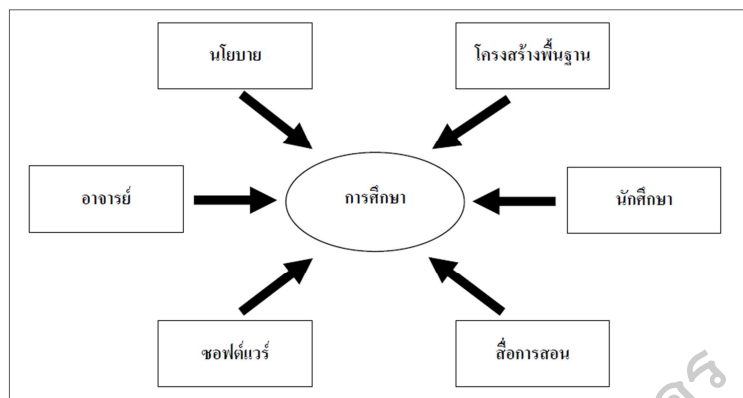 นโยบาย
โครงสร้างพื้นฐาน
อาจารย์
การศึกษา
นักศึกษา
ซอฟต์แวร์
สื่อการสอน